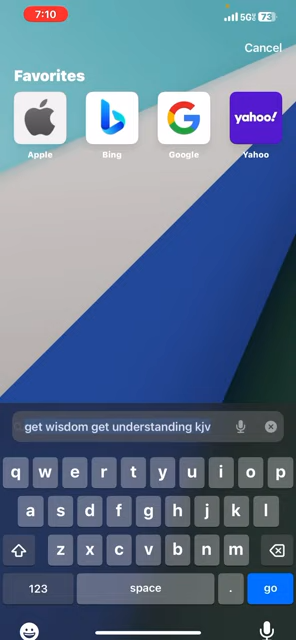 7:10
5G
73
Cancel
Favorites
yahoo!
Apple
Bing
Google
Yahoo
get wisdom get understanding kjv
q w e r t y u i o p
a s d f g h j k l
z x c v b n m
123
space
.
go